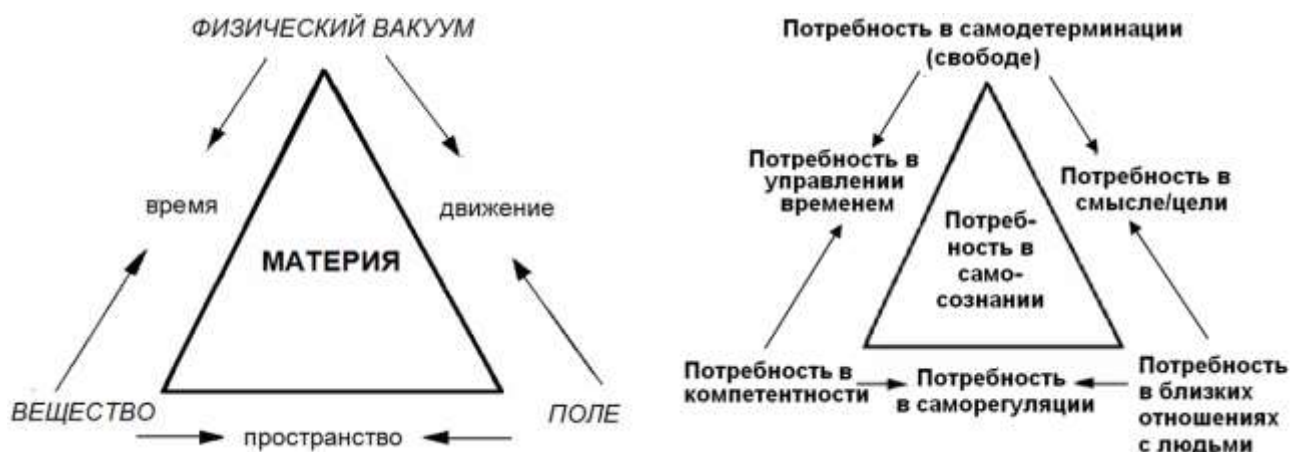 ФИЗИЧЕСКИЙ ВАКУУМ
время
движение
МАТЕРИЯ
ВЕЩЕСТВО
ПОЛЕ
пространство
Потребность в самодетерминации
(свободе)
Потребность в
управлении
временем
Потребность в
смысле/цели
Потреб-
ность в
само-
сознании
Потребность в
компетентности
Потребность
в саморегуляции
Потребность
в близких
отношениях
с людьми